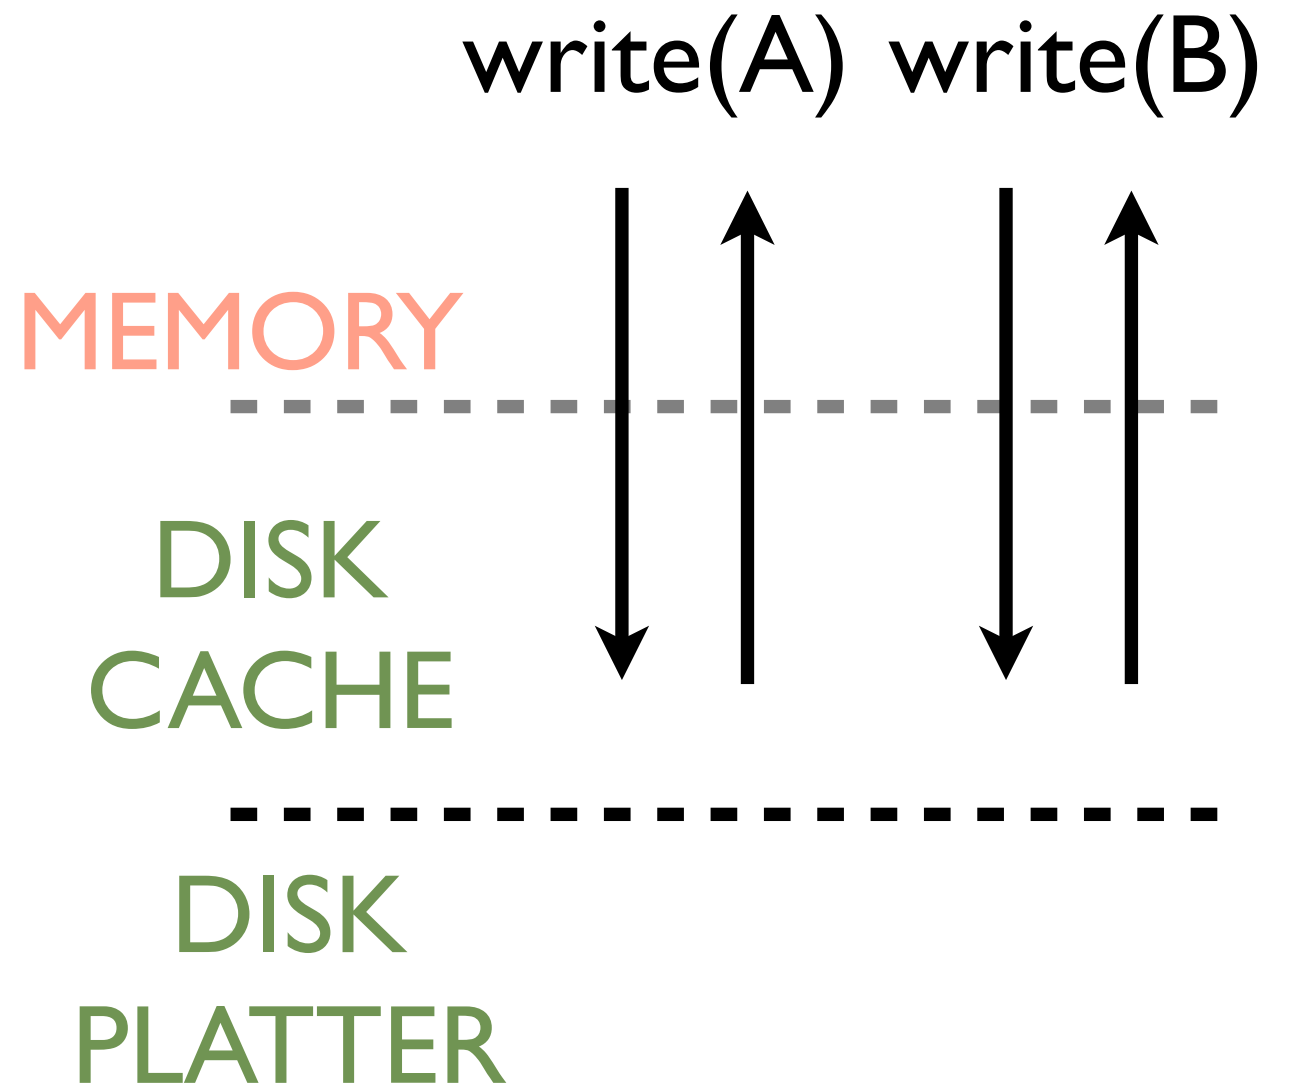 write(A) write(B)
MEMORY
DISK
CACHE
DISK
PLATTER